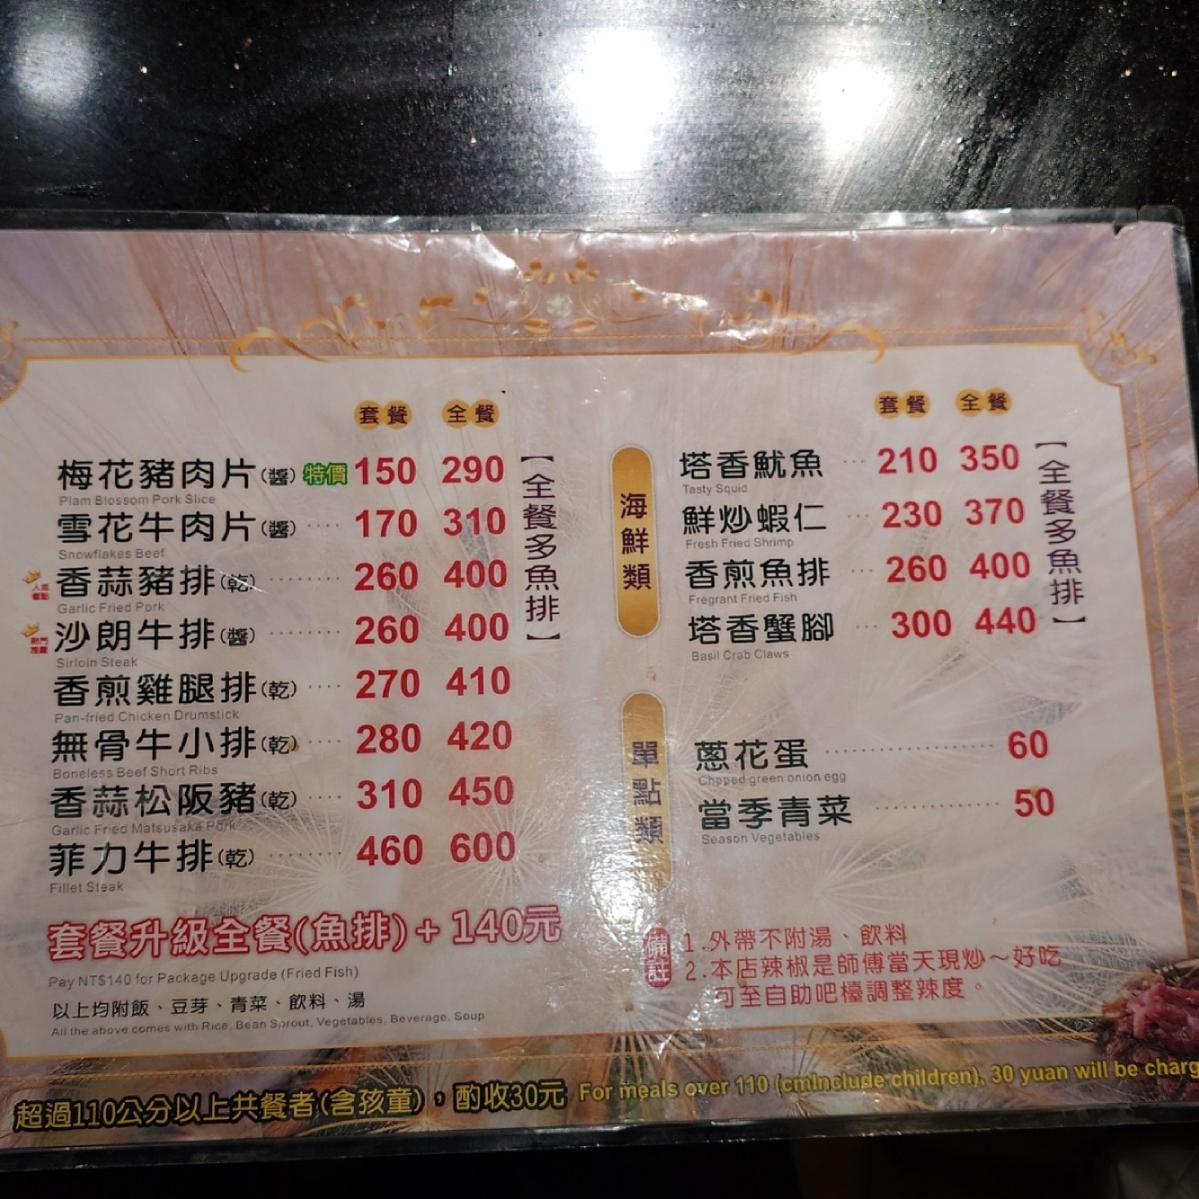 套餐 全餐
梅花豬肉片(醬) 特價 150 290
Plam Blossom Pork Slice
雪花牛肉片(醬) 170 310
Snowflakes Beef
香蒜豬排(乾) 260 400
Garlic Fried Pork
沙朗牛排(醬) 260 400
Sirloin Steak
香煎雞腿排(乾) 270 410
Pan-fried Chicken Drumstick
無骨牛小排(乾) 280 420
Boneless Beef Short Ribs
香蒜松阪豬(乾) 310 450
Garlic Fried Matsusaka Pork
菲力牛排(乾) 460 600
Fillet Steak
【全餐多魚排】
套餐升級全餐(魚排) + 140元
Pay NT$140 for Package Upgrade (Fried Fish)
以上均附飯、豆芽、青菜、飲料、湯
All the above comes with Rice, Bean Sprout, Vegetables, Beverage, Soup
海鮮類
套餐 全餐
塔香魷魚 210 350
Tasty Squid
鮮炒蝦仁 230 370
Fresh Fried Shrimp
香煎魚排 260 400
Fregrant Fried Fish
塔香蟹腳 300 440
Basil Crab Claws
【全餐多魚排】
單點類
蔥花蛋 60
Chpped green onion egg
當季青菜 50
Season Vegetables
備註
1.外帶不附湯、飲料
2.本店辣椒是師傅當天現炒～好吃
可至自助吧檯調整辣度。
超過110公分以上共餐者(含孩童)，酌收30元 For meals over 110 (cmInclude children), 30 yuan will be charg